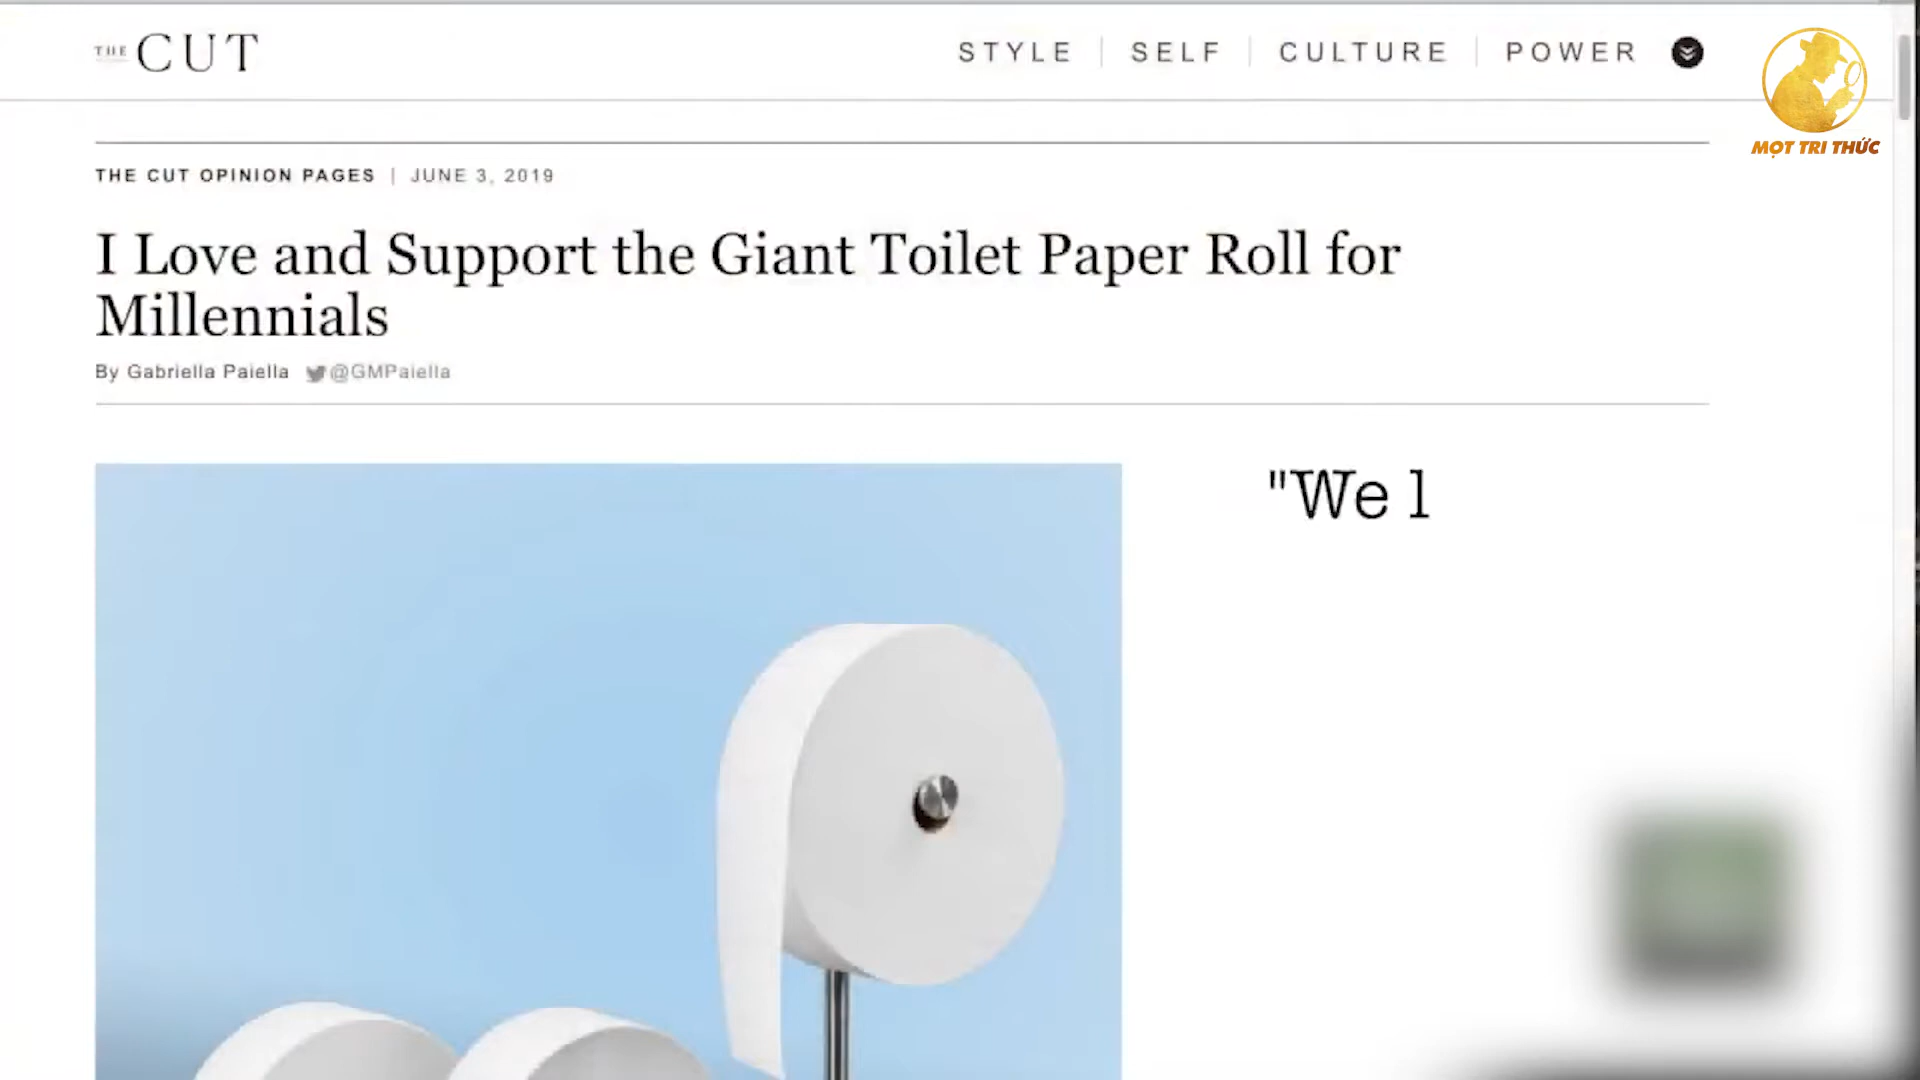 THE CUT
STYLE | SELF | CULTURE | POWER
MỌT TRI THỨC
THE CUT OPINION PAGES | JUNE 3, 2019
I Love and Support the Giant Toilet Paper Roll for
Millennials
By Gabriella Paiella @GMPaiella
"We l